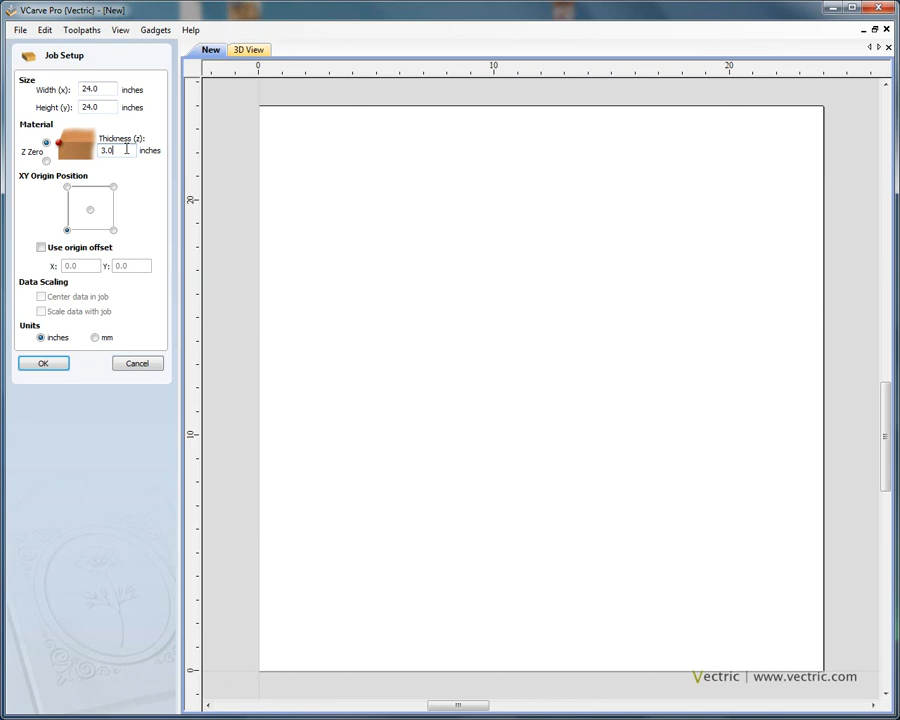 VCarve Pro {Vectric} - [New]
File Edit Toolpaths View Gadgets Help
Job Setup
New 3D View
0 10 20
Size
Width (x): 24.0 inches
Height (y): 24.0 inches
Material
Thickness (z):
Z Zero 3.0 inches
XY Origin Position
20
Use origin offset
X: 0.0 Y: 0.0
Data Scaling
Center data in job
Scale data with job
Units
inches mm
OK Cancel
10
0
Vectric | www.vectric.com